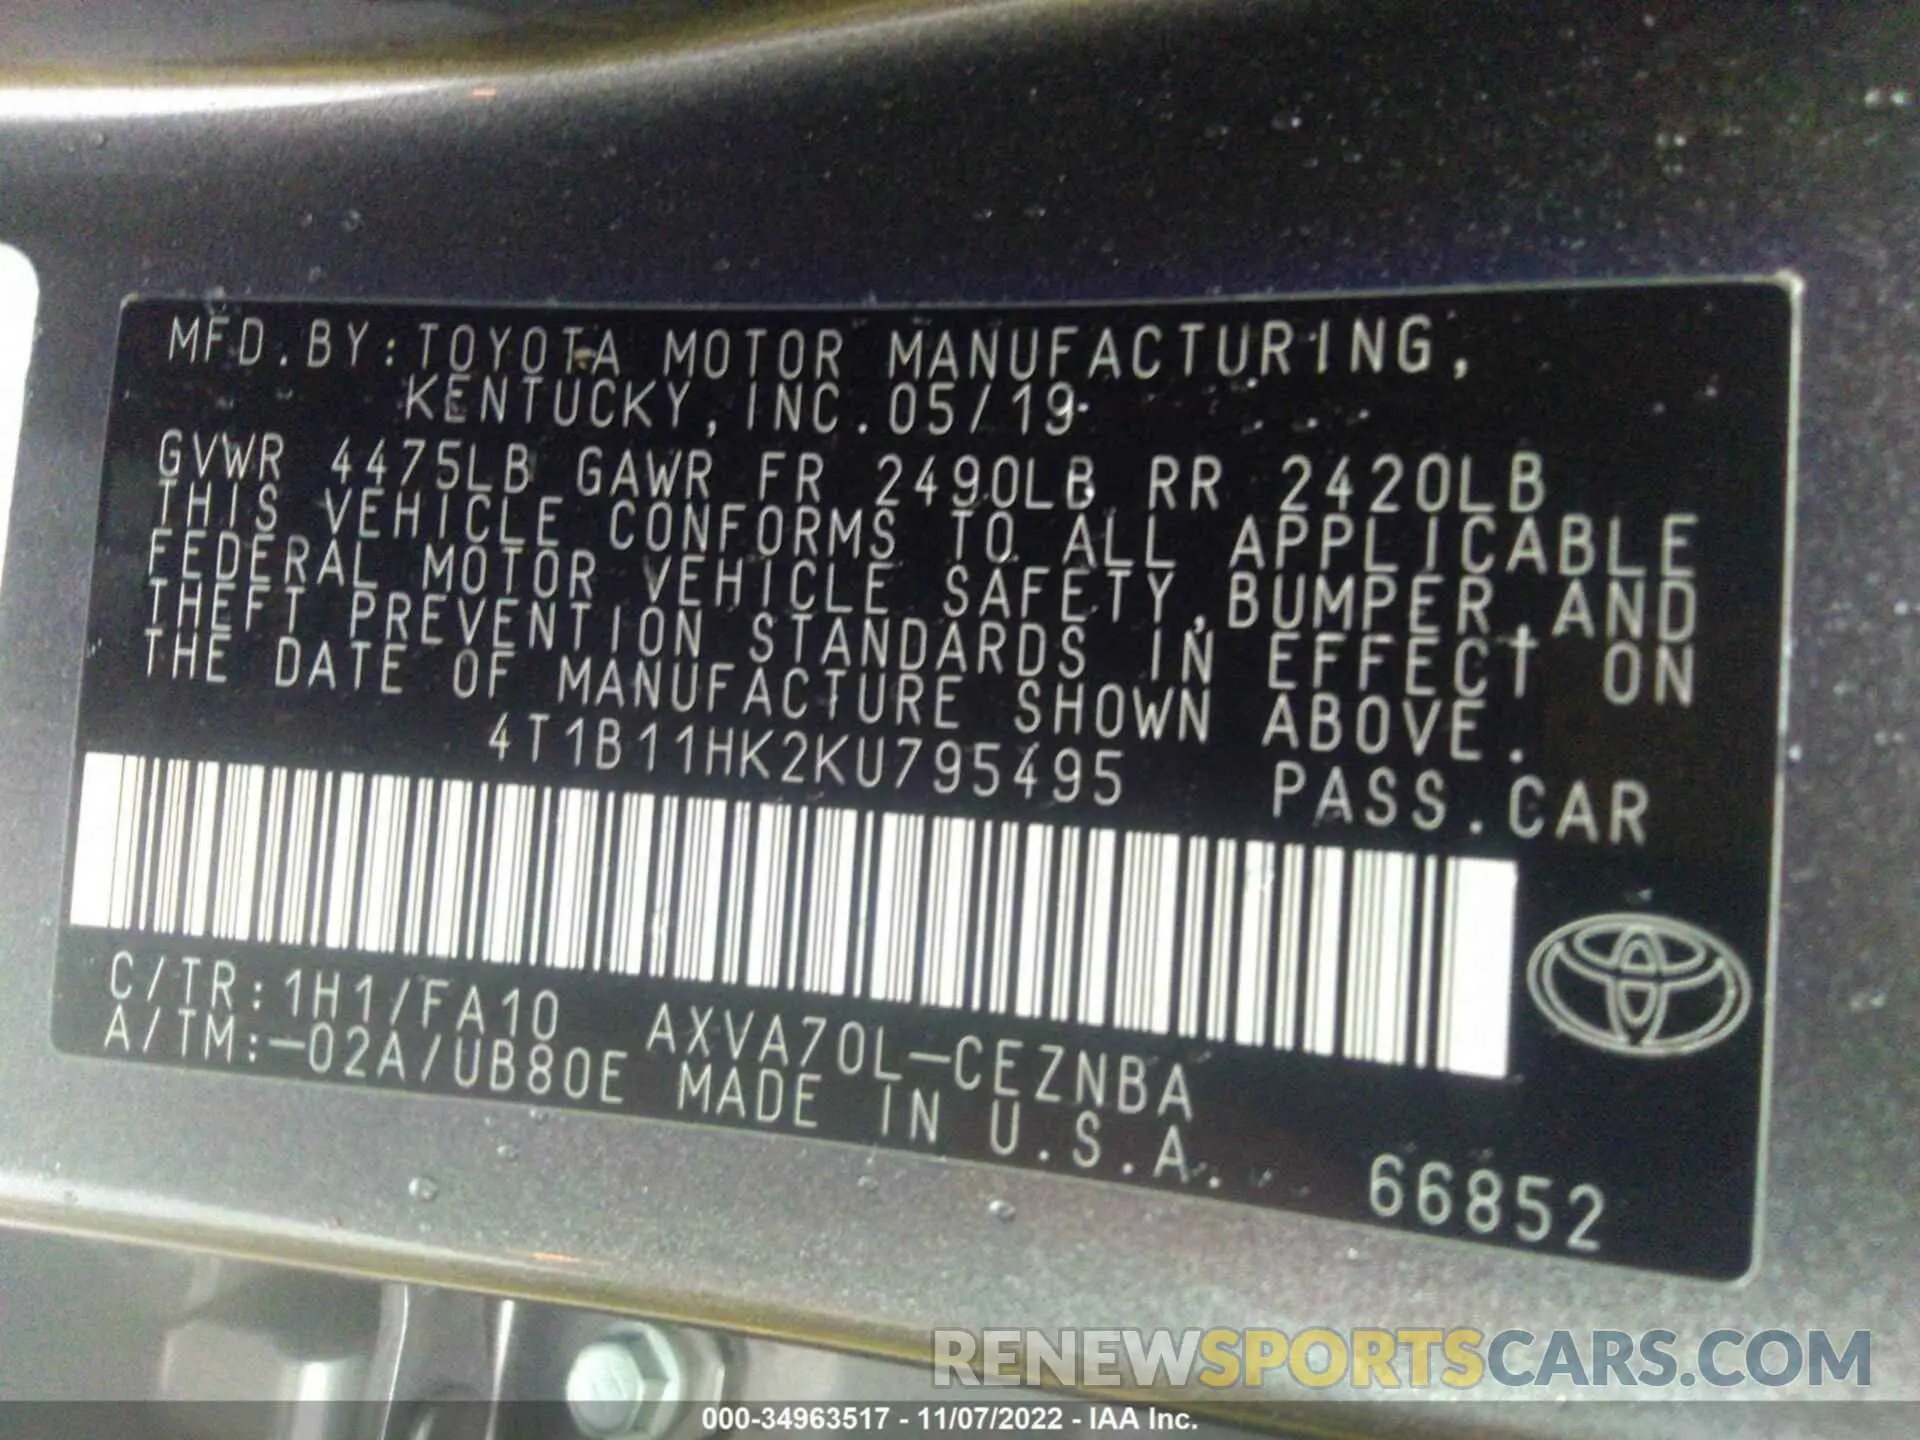 MFD.BY:TOYOTA MOTOR MANUFACTURING,
KENTUCKY,INC.05/19
GVWR 4475LB GAWR FR 2490LB RR 2420LB
THIS VEHICLE CONFORMS TO ALL APPLICABLE
FEDERAL MOTOR VEHICLE SAFETY,BUMPER,AND
THEFT PREVENTION STANDARDS IN EFFECT ON
THE DATE OF MANUFACTURE SHOWN ABOVE.
4T1B11HK2KU795495 PASS.CAR
C/TR:1H1/FA10 AXVA70L-CEZNBA
A/TM:-02A/UB80E MADE IN U.S.A.
66852
RENEWSPORTSCARS.COM
000-34963517 - 11/07/2022 - IAA Inc.